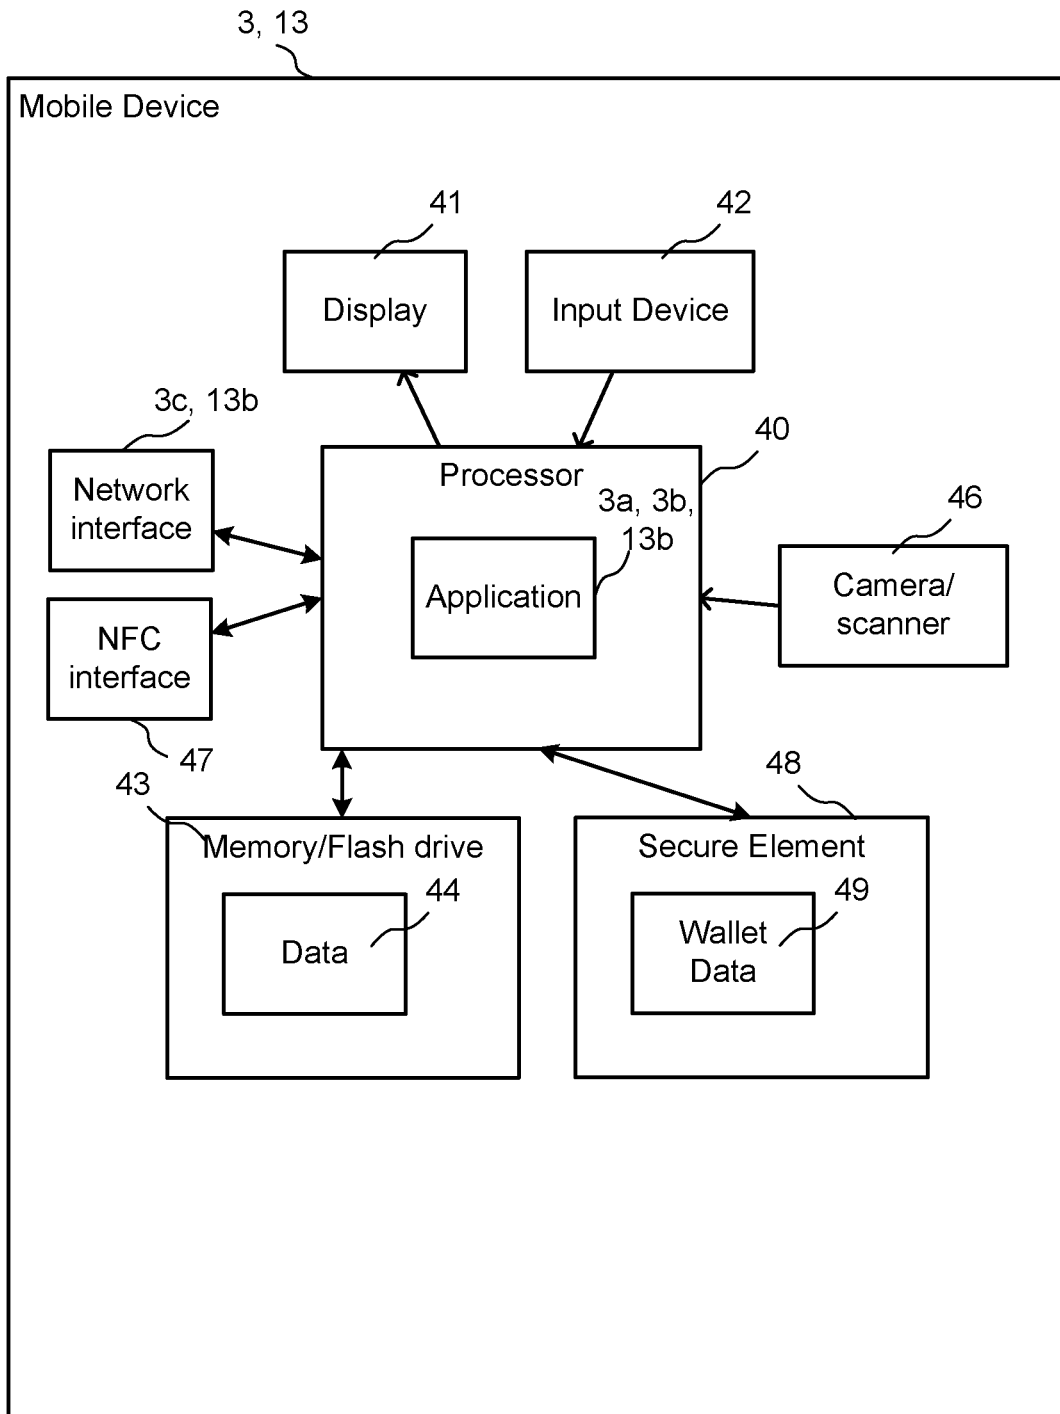 3, 13
Mobile Device
41
42
Display
Input Device
3c, 13b
40
Network
interface
Processor
3a, 3b,
13b
46
Application
Camera/
scanner
NFC
interface
47
43
48
Memory/Flash drive
Secure Element
44
49
Data
Wallet
Data